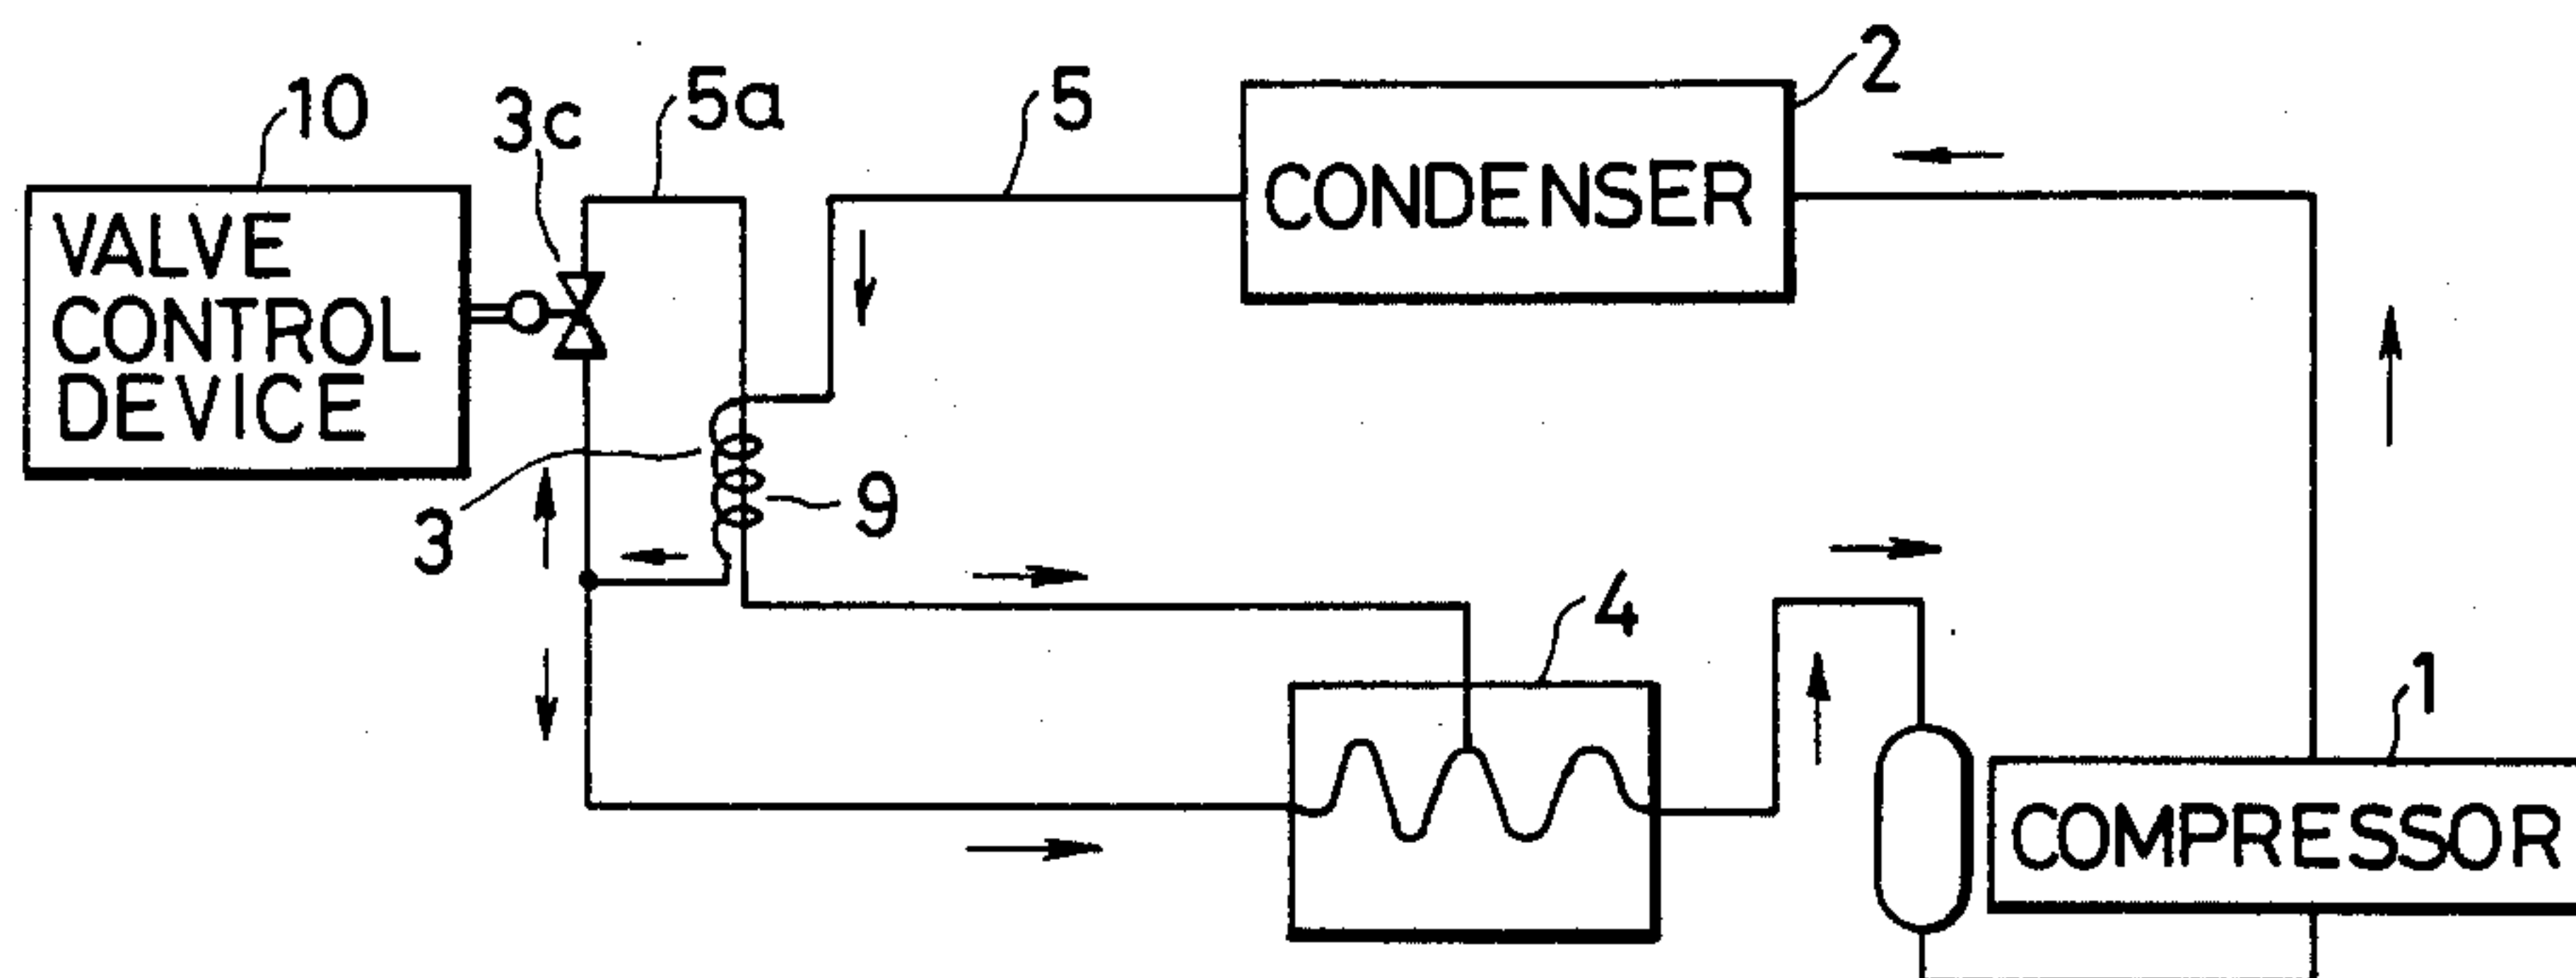 10
3c
5a
5
2
VALVE
CONTROL
DEVICE
CONDENSER
3
9
4
1
COMPRESSOR